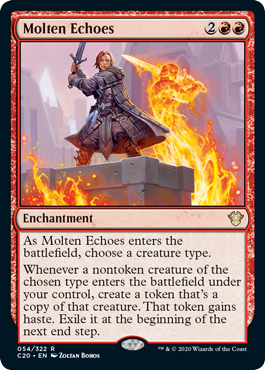 Molten Echoes 2
Enchantment
As Molten Echoes enters the
battlefield, choose a creature type.
Whenever a nontoken creature of the
chosen type enters the battlefield under
your control, create a token that's a
copy of that creature. That token gains
haste. Exile it at the beginning of the
next end step.
054/322 R
C20 • EN Zoltan Boros
™ & © 2020 Wizards of the Coast